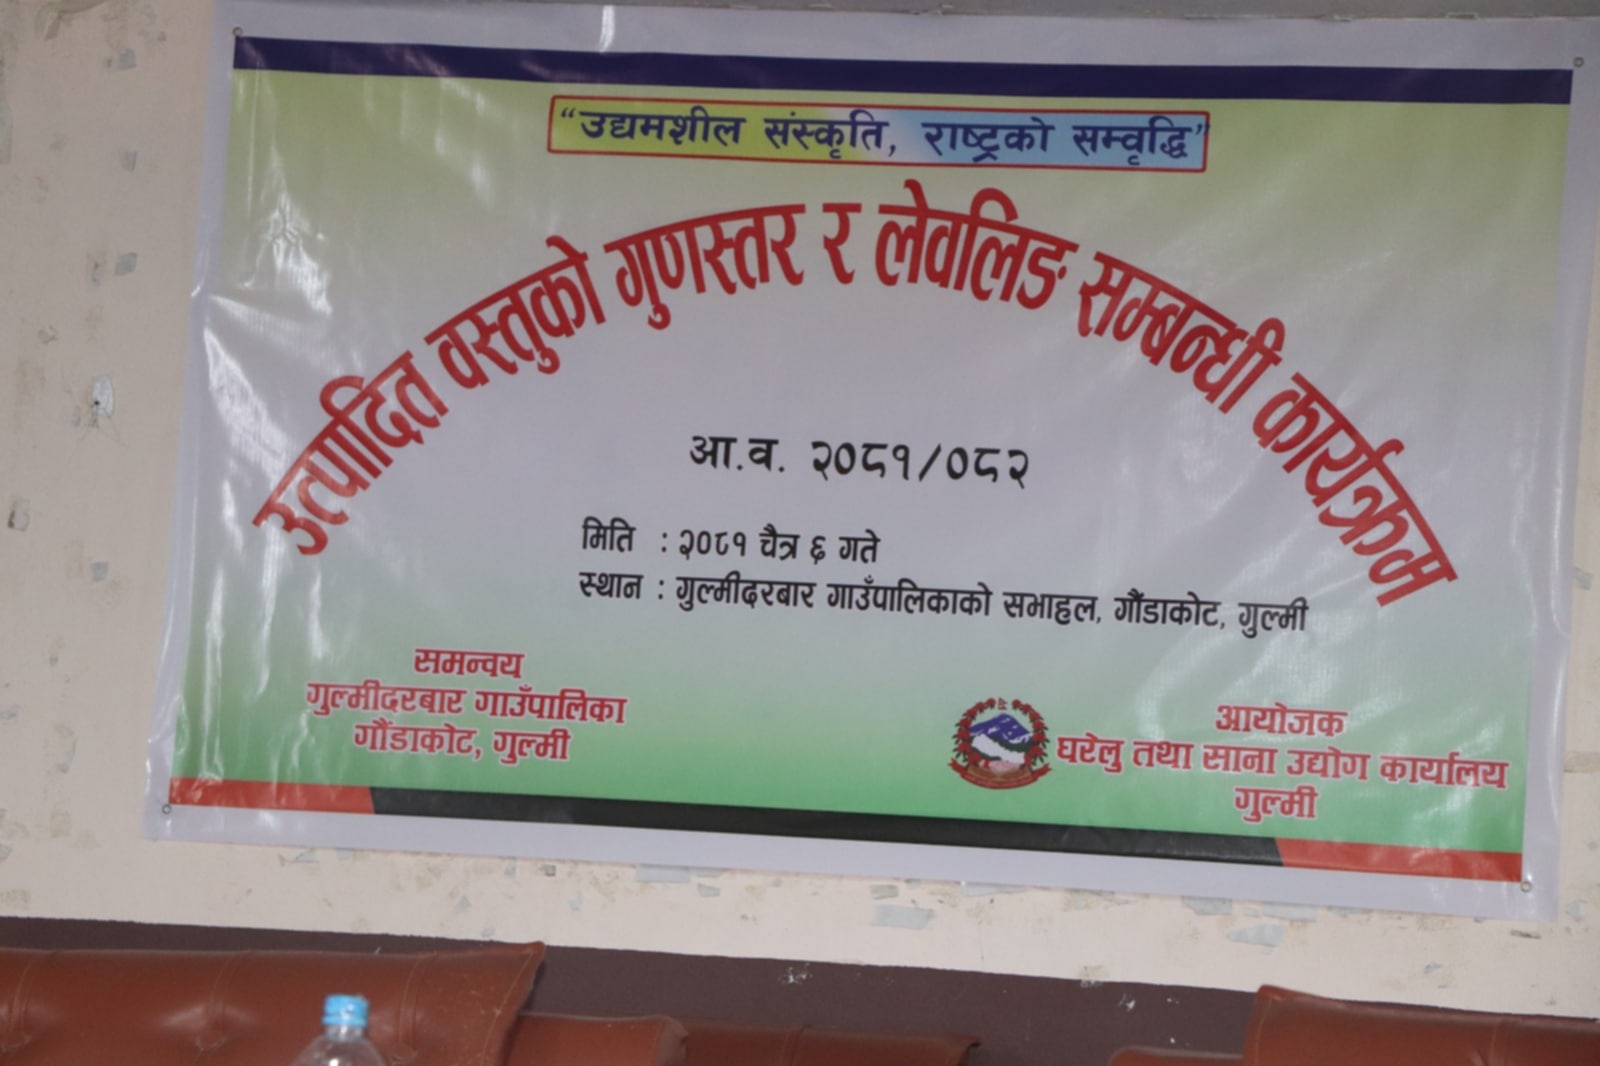 “उद्यमशील संस्कृति, राष्ट्रको सम्वृद्धि”
उत्पादित वस्तुको गुणस्तर र लेवलिङ सम्बन्धी कार्यक्रम
आ.व. २०८१/०८२
मिति : २०८१ चैत्र ६ गते
स्थान : गुल्मीदरबार गाउँपालिकाको सभाहल, गौंडाकोट, गुल्मी
समन्वय
गुल्मीदरबार गाउँपालिका
गौंडाकोट, गुल्मी
आयोजक
घरेलु तथा साना उद्योग कार्यालय
गुल्मी